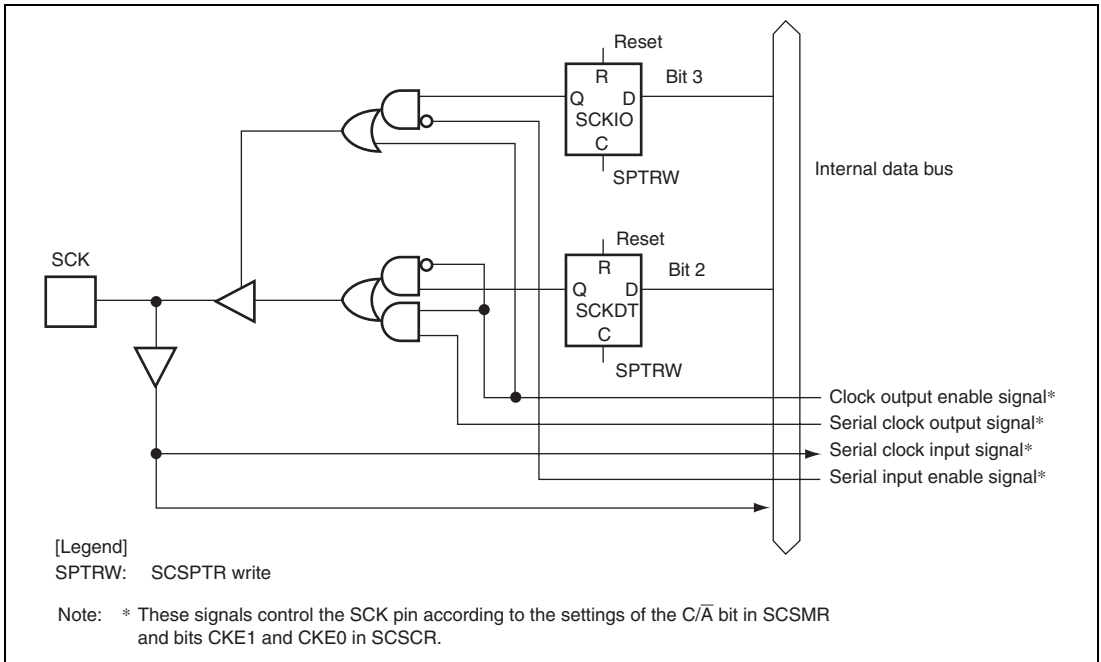 Reset
R
Bit 3
Q D
SCKIO
C
SPTRW
Internal data bus
Reset
SCK
R
Bit 2
Q D
SCKDT
C
SPTRW
Clock output enable signal*
Serial clock output signal*
Serial clock input signal*
Serial input enable signal*
[Legend]
SPTRW: SCSPTR write
Note: * These signals control the SCK pin according to the settings of the C/A̅ bit in SCSMR
and bits CKE1 and CKE0 in SCSCR.